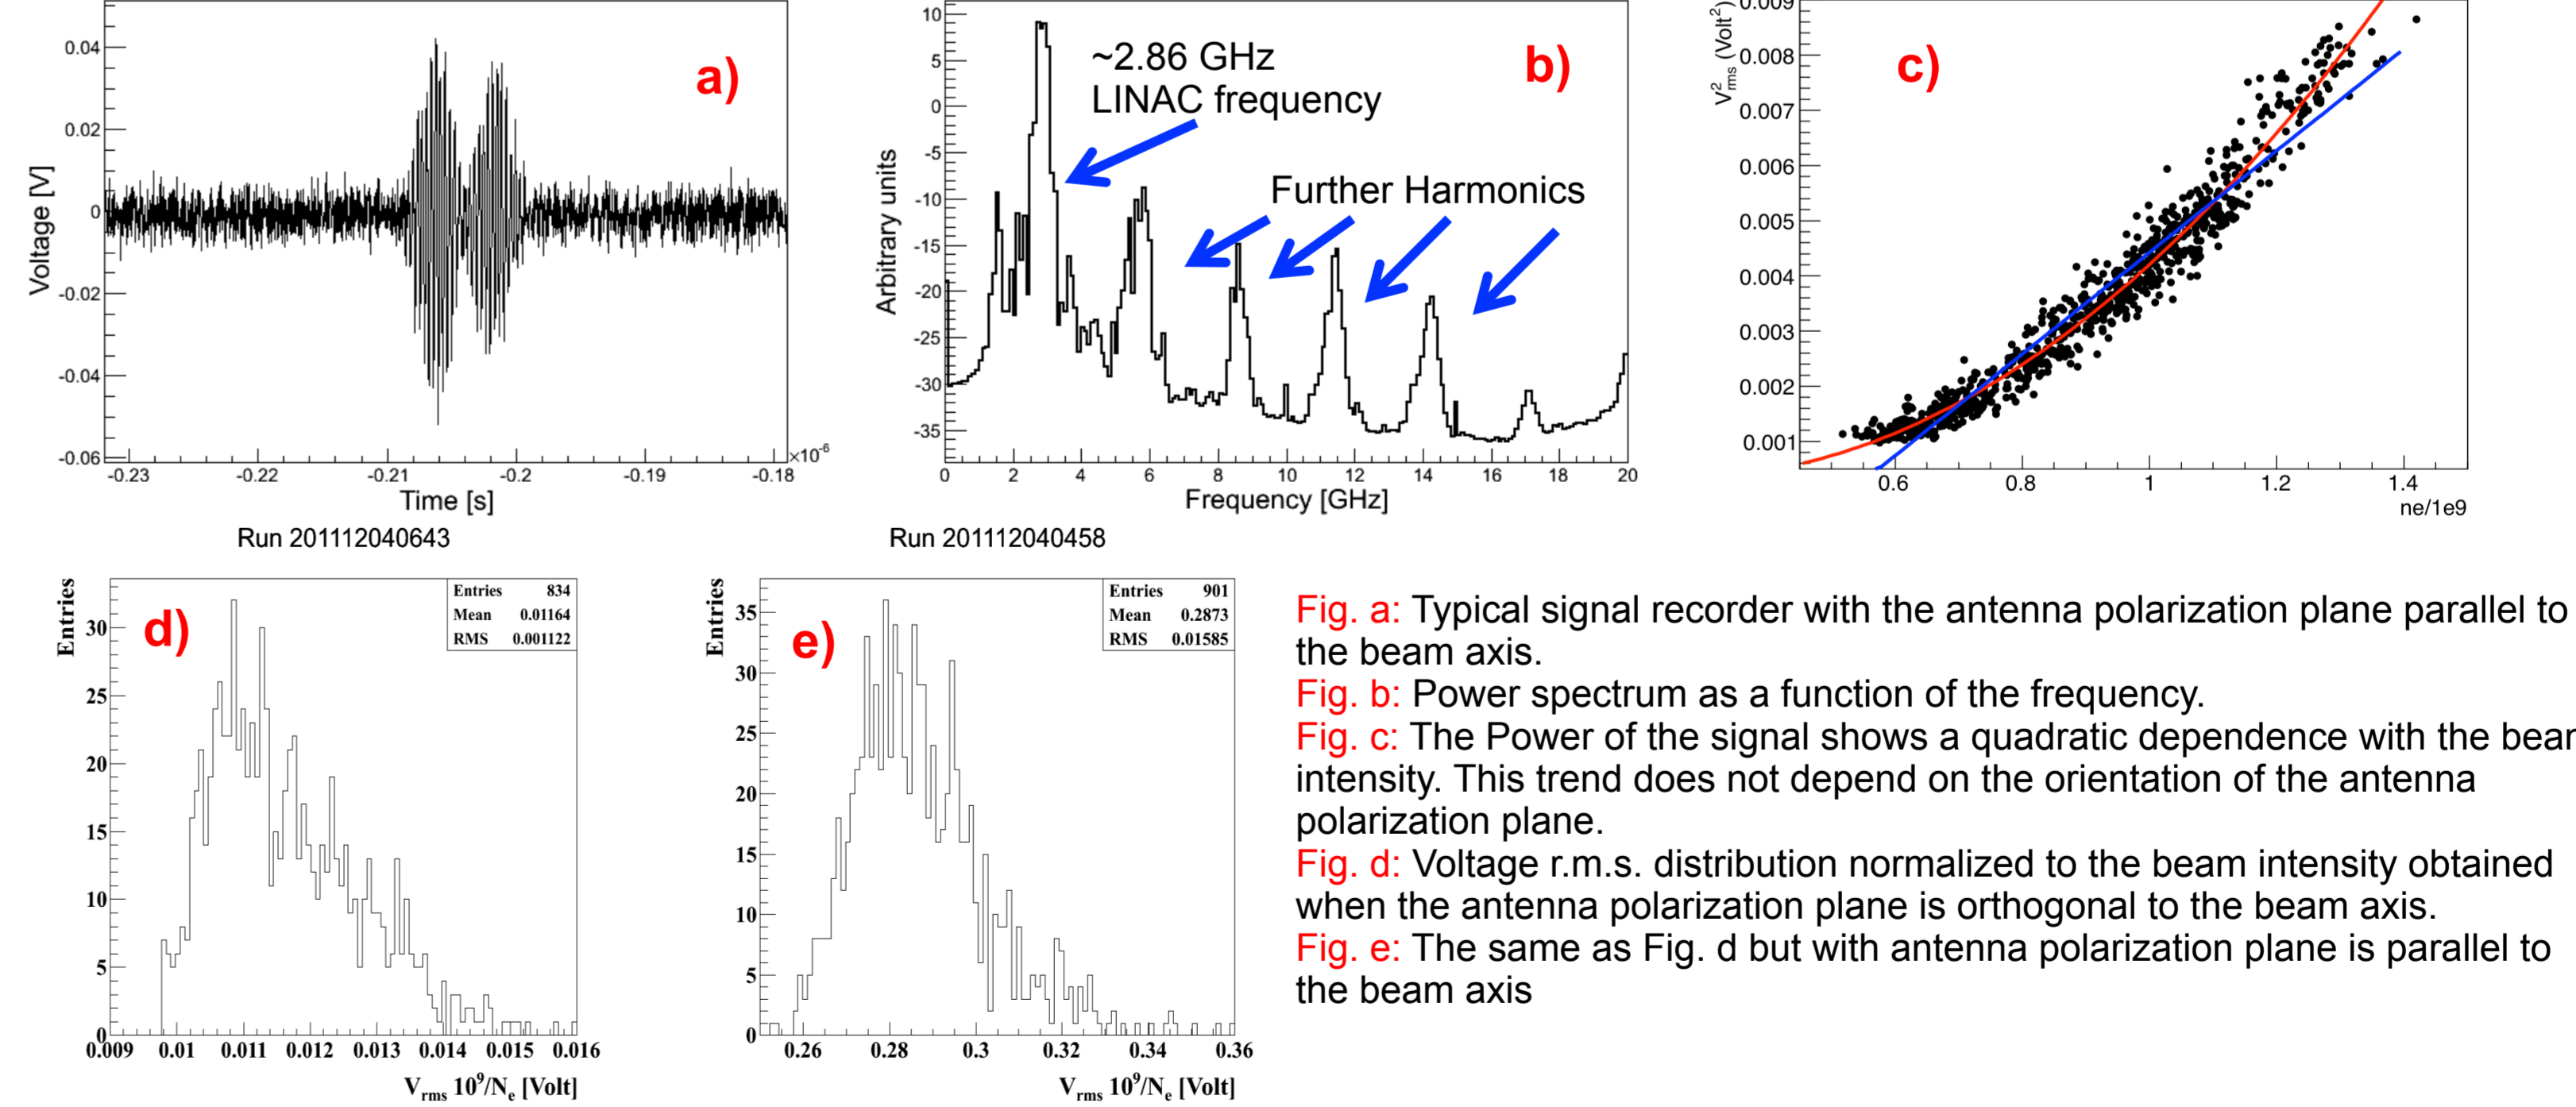 0.04
0.02
0
-0.02
-0.04
-0.06
Voltage [V]
a)
-0.23
-0.22
-0.21
-0.2
-0.19
-0.18
×10⁻⁶
Time [s]
10
5
0
-5
-10
-15
-20
-25
-30
-35
Arbitrary units
~2.86 GHz
LINAC frequency
b)
Further Harmonics
0
2
4
6
8
10
12
14
16
18
20
Frequency [GHz]
V²rms (Volt²)
0.009
0.008
0.007
0.006
0.005
0.004
0.003
0.002
0.001
c)
0.6
0.8
1
1.2
1.4
ne/1e9
Run 201112040643
Entries
30
25
20
15
10
5
0
d)
Entries 834
Mean 0.01164
RMS 0.001122
0.009
0.01
0.011
0.012
0.013
0.014
0.015
0.016
Vrms 10⁹/Ne [Volt]
Run 201112040458
Entries
35
30
25
20
15
10
5
0
e)
Entries 901
Mean 0.2873
RMS 0.01585
0.26
0.28
0.3
0.32
0.34
0.36
Vrms 10⁹/Ne [Volt]
Fig. a: Typical signal recorder with the antenna polarization plane parallel to
the beam axis.
Fig. b: Power spectrum as a function of the frequency.
Fig. c: The Power of the signal shows a quadratic dependence with the
intensity. This trend does not depend on the orientation of the antenna
polarization plane.
Fig. d: Voltage r.m.s. distribution normalized to the beam intensity obtained
when the antenna polarization plane is orthogonal to the beam axis.
Fig. e: The same as Fig. d but with antenna polarization plane is parallel to
the beam axis